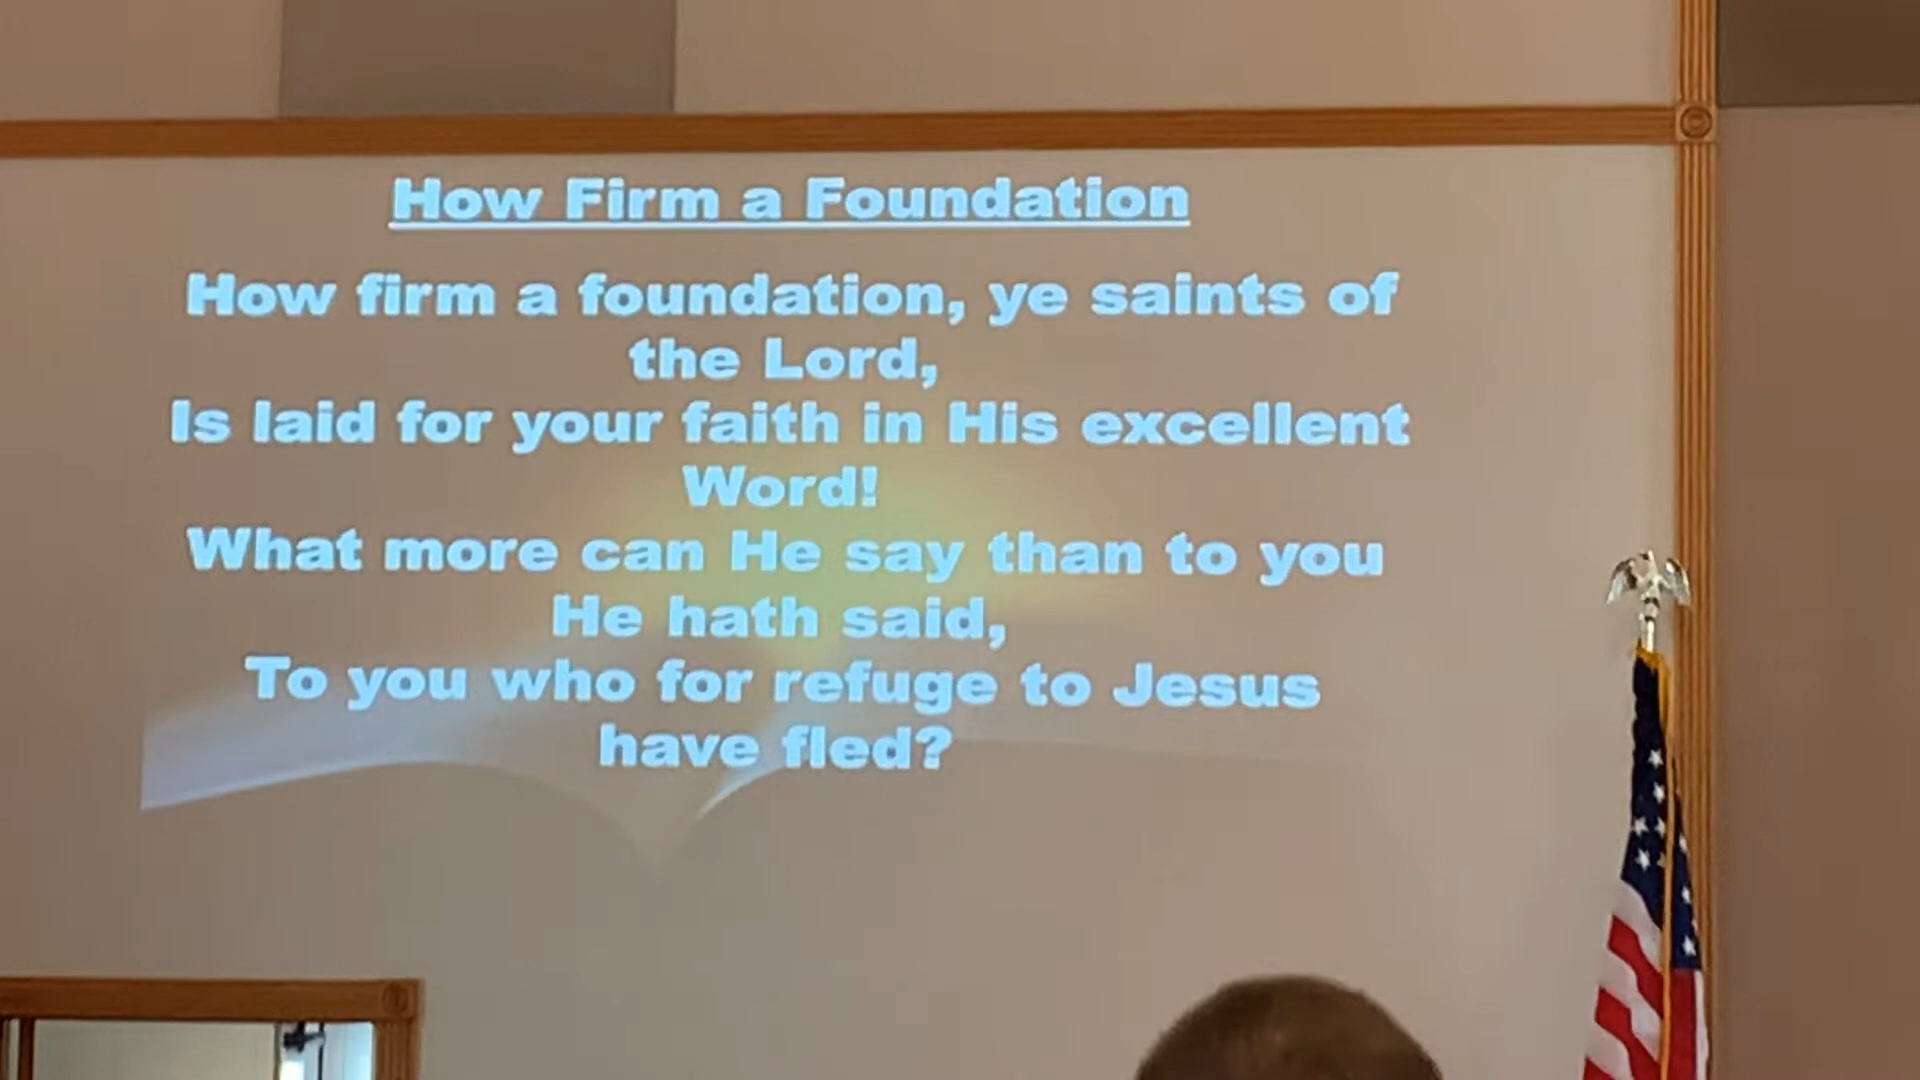 How Firm a Foundation
How firm a foundation, ye saints of
the Lord,
Is laid for your faith in His excellent
Word!
What more can He say than to you
He hath said,
To you who for refuge to Jesus
have fled?